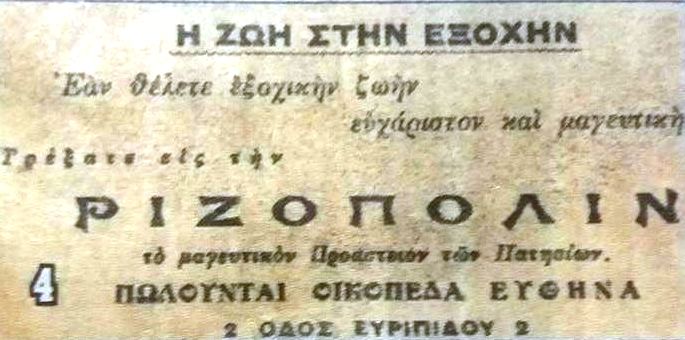 Η ΖΩΗ ΣΤΗΝ ΕΞΟΧΗΝ
Ἐὰν θέλετε ἐξοχικὴν ζωὴν
εὐχάριστον καὶ μαγευτικὴ
Τρέξατε εἰς τὴν
ΡΙΖΟΠΟΛΙΝ
τὸ μαγευτικὸν Προάστειον τῶν Πατησίων.
4 ΠΩΛΟΥΝΤΑΙ ΟΙΚΟΠΕΔΑ ΕΥΘΗΝΑ
2 ΟΔΟΣ ΕΥΡΙΠΙΔΟΥ 2